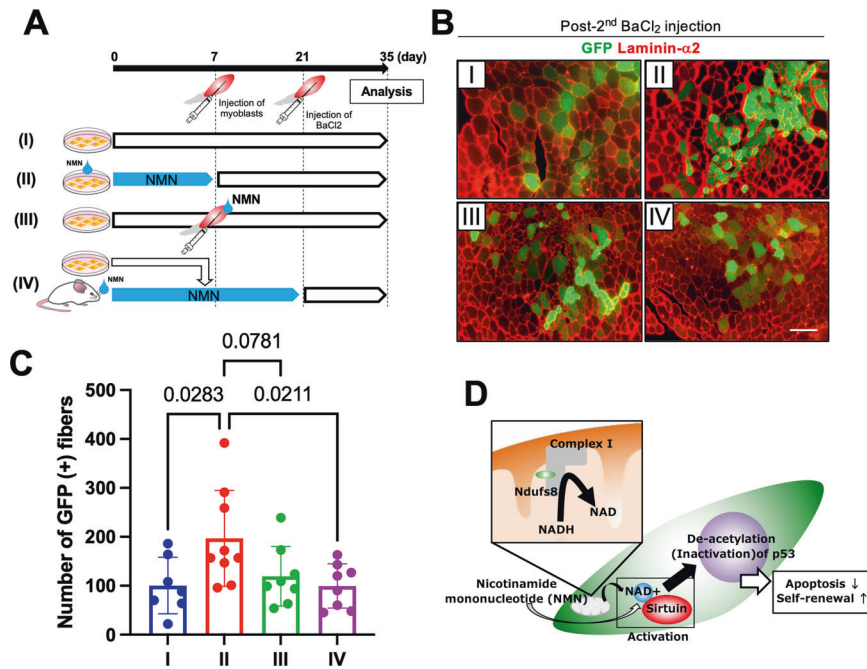 A
0 7 21 35 (day)
Analysis
Injection of
myoblasts
Injection of
BaCl2
(I)
NMN
(II)
NMN
NMN
(III)
NMN
(IV)
NMN
B
Post-2nd BaCl2 injection
GFP Laminin-α2
I
II
III
IV
C
0.0781
0.0283
0.0211
Number of GFP (+) fibers
500
400
300
200
100
0
I II III IV
D
Complex I
Ndufs8
NADH
NAD
De-acetylation
(Inactivation)of p53
Nicotinamide
mononucleotide (NMN)
NAD+
Sirtuin
Activation
Apoptosis ↓
Self-renewal ↑